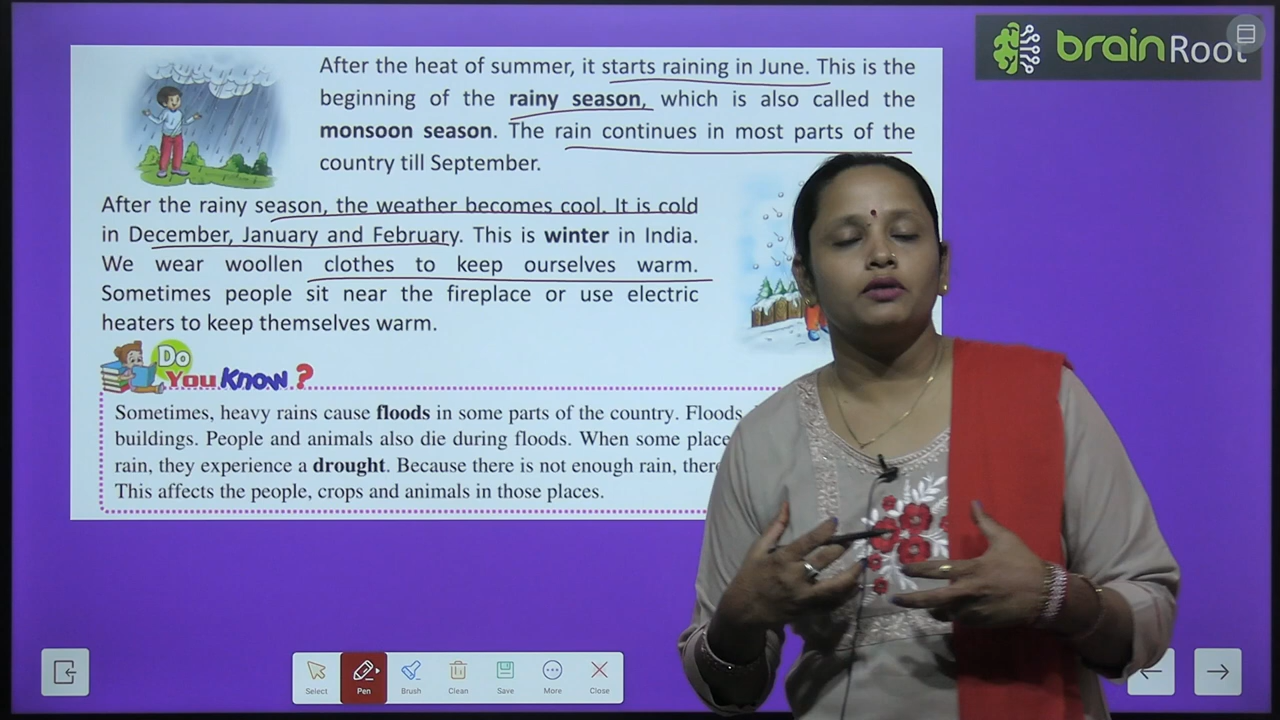 brainRoot
After the heat of summer, it starts raining in June. This is the
beginning of the rainy season, which is also called the
monsoon season. The rain continues in most parts of the
country till September.
After the rainy season, the weather becomes cool. It is cold
in December, January and February. This is winter in India.
We wear woollen clothes to keep ourselves warm.
Sometimes people sit near the fireplace or use electric
heaters to keep themselves warm.
Do
You Know ?
Sometimes, heavy rains cause floods in some parts of the country. Floods
buildings. People and animals also die during floods. When some place
rain, they experience a drought. Because there is not enough rain, there
This affects the people, crops and animals in those places.
Select Pen Brush Clean Save More Close